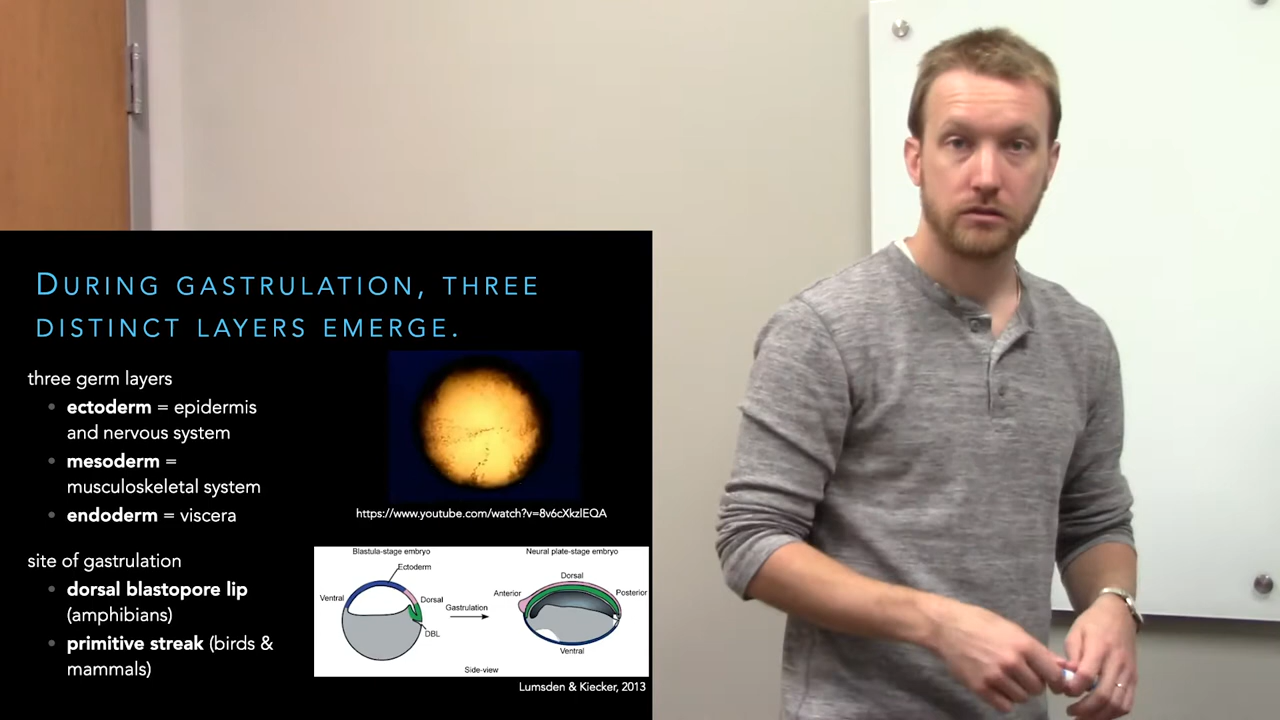 DURING GASTRULATION, THREE
DISTINCT LAYERS EMERGE.
three germ layers
• ectoderm = epidermis
and nervous system
• mesoderm =
musculoskeletal system
• endoderm = viscera
site of gastrulation
• dorsal blastopore lip
(amphibians)
• primitive streak (birds &
mammals)
https://www.youtube.com/watch?v=8v6cXkzlEQA
Blastula-stage embryo
Ectoderm
Ventral
Dorsal
DBL
Gastrulation
Neural plate-stage embryo
Dorsal
Anterior
Posterior
Ventral
Side-view
Lumsden & Kiecker, 2013